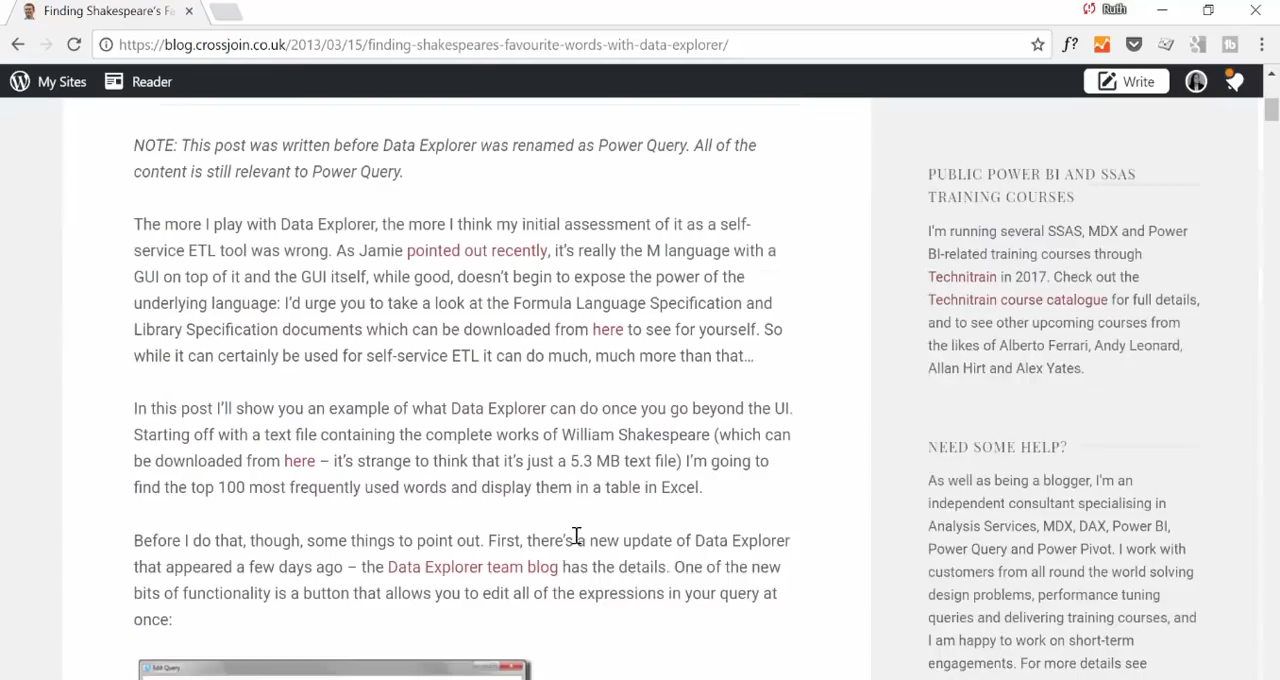 Finding Shakespeare's Fa
Ruth
https://blog.crossjoin.co.uk/2013/03/15/finding-shakespeares-favourite-words-with-data-explorer/
f?
My Sites
Reader
Write
NOTE: This post was written before Data Explorer was renamed as Power Query. All of the
content is still relevant to Power Query.
The more I play with Data Explorer, the more I think my initial assessment of it as a self-
service ETL tool was wrong. As Jamie pointed out recently, it's really the M language with a
GUI on top of it and the GUI itself, while good, doesn't begin to expose the power of the
underlying language: I'd urge you to take a look at the Formula Language Specification and
Library Specification documents which can be downloaded from here to see for yourself. So
while it can certainly be used for self-service ETL it can do much, much more than that…
In this post I'll show you an example of what Data Explorer can do once you go beyond the UI.
Starting off with a text file containing the complete works of William Shakespeare (which can
be downloaded from here – it's strange to think that it's just a 5.3 MB text file) I'm going to
find the top 100 most frequently used words and display them in a table in Excel.
Before I do that, though, some things to point out. First, there's a new update of Data Explorer
that appeared a few days ago – the Data Explorer team blog has the details. One of the new
bits of functionality is a button that allows you to edit all of the expressions in your query at
once:
Edit Query
PUBLIC POWER BI AND SSAS
TRAINING COURSES
I'm running several SSAS, MDX and Power
BI-related training courses through
Technitrain in 2017. Check out the
Technitrain course catalogue for full details,
and to see other upcoming courses from
the likes of Alberto Ferrari, Andy Leonard,
Allan Hirt and Alex Yates.
NEED SOME HELP?
As well as being a blogger, I'm an
independent consultant specialising in
Analysis Services, MDX, DAX, Power BI,
Power Query and Power Pivot. I work with
customers from all round the world solving
design problems, performance tuning
queries and delivering training courses, and
I am happy to work on short-term
engagements. For more details see